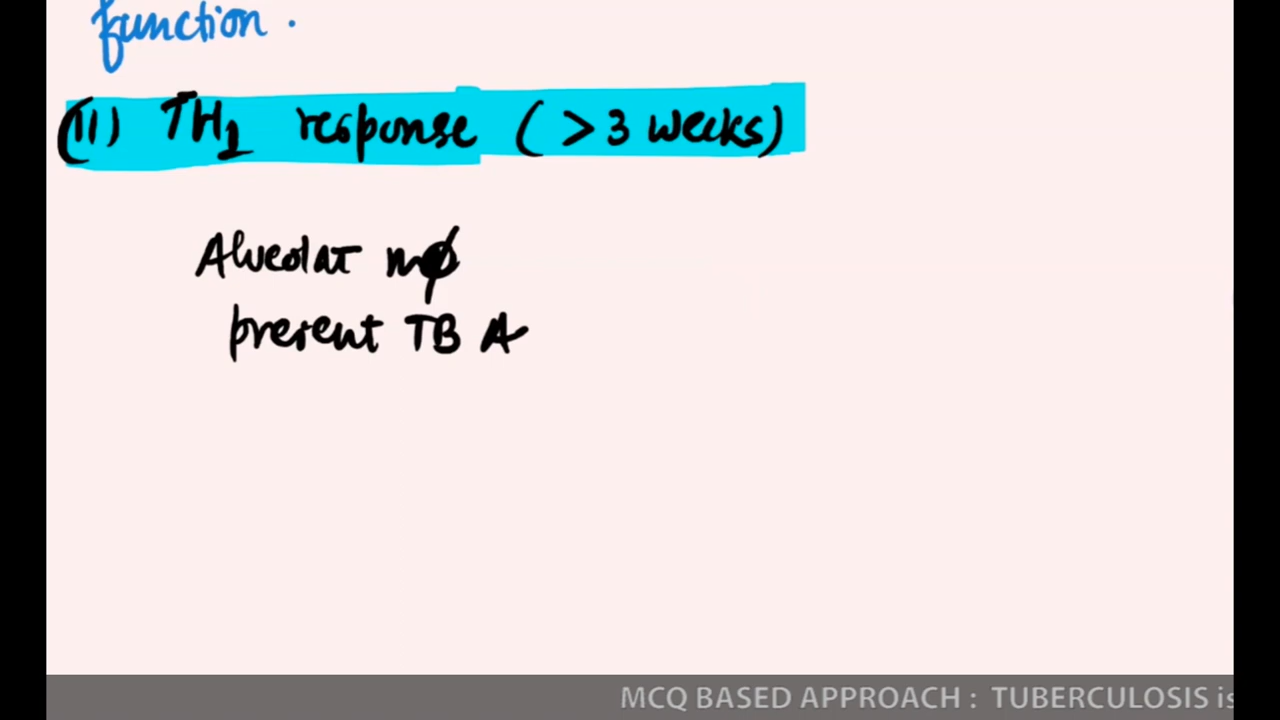 function .
(II) TH1 response ( > 3 weeks)
Alveolar mϕ
present TB A
MCQ BASED APPROACH : TUBERCULOSIS is